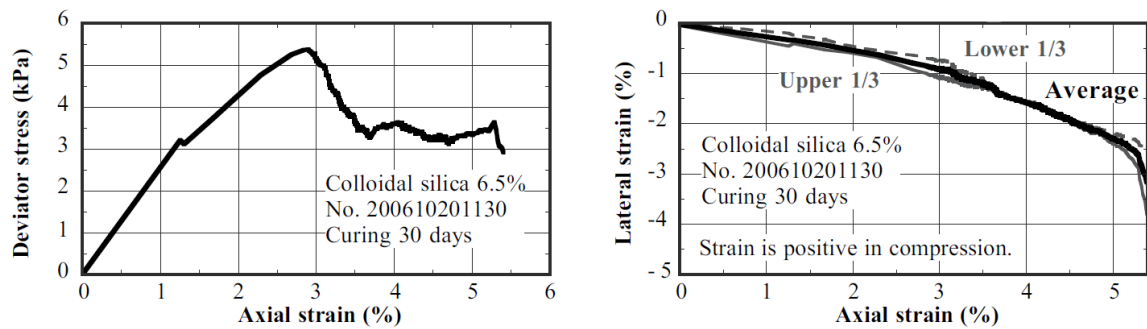 6
5
4
3
2
1
0
Deviator stress (kPa)
Colloidal silica 6.5%
No. 200610201130
Curing 30 days
0 1 2 3 4 5 6
Axial strain (%)
0
-1
-2
-3
-4
-5
Lateral strain (%)
Lower 1/3
Upper 1/3
Average
Colloidal silica 6.5%
No. 200610201130
Curing 30 days
Strain is positive in compression.
0 1 2 3 4 5
Axial strain (%)